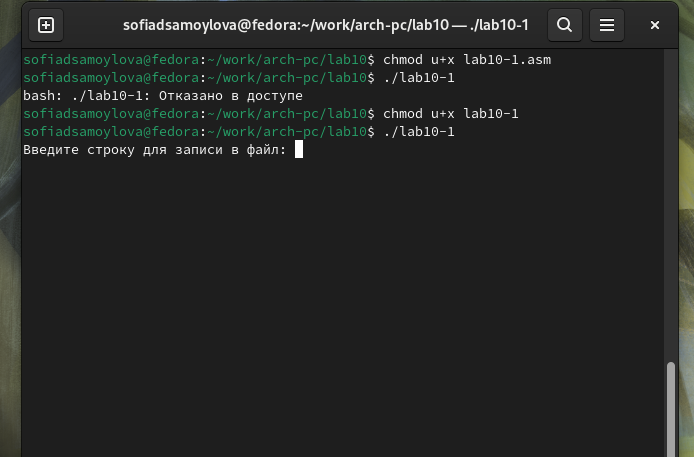 sofiadsamoylova@fedora:~/work/arch-pc/lab10 — ./lab10-1
sofiadsamoylova@fedora:~/work/arch-pc/lab10$ chmod u+x lab10-1.asm
sofiadsamoylova@fedora:~/work/arch-pc/lab10$ ./lab10-1
bash: ./lab10-1: Отказано в доступе
sofiadsamoylova@fedora:~/work/arch-pc/lab10$ chmod u+x lab10-1
sofiadsamoylova@fedora:~/work/arch-pc/lab10$ ./lab10-1
Введите строку для записи в файл: